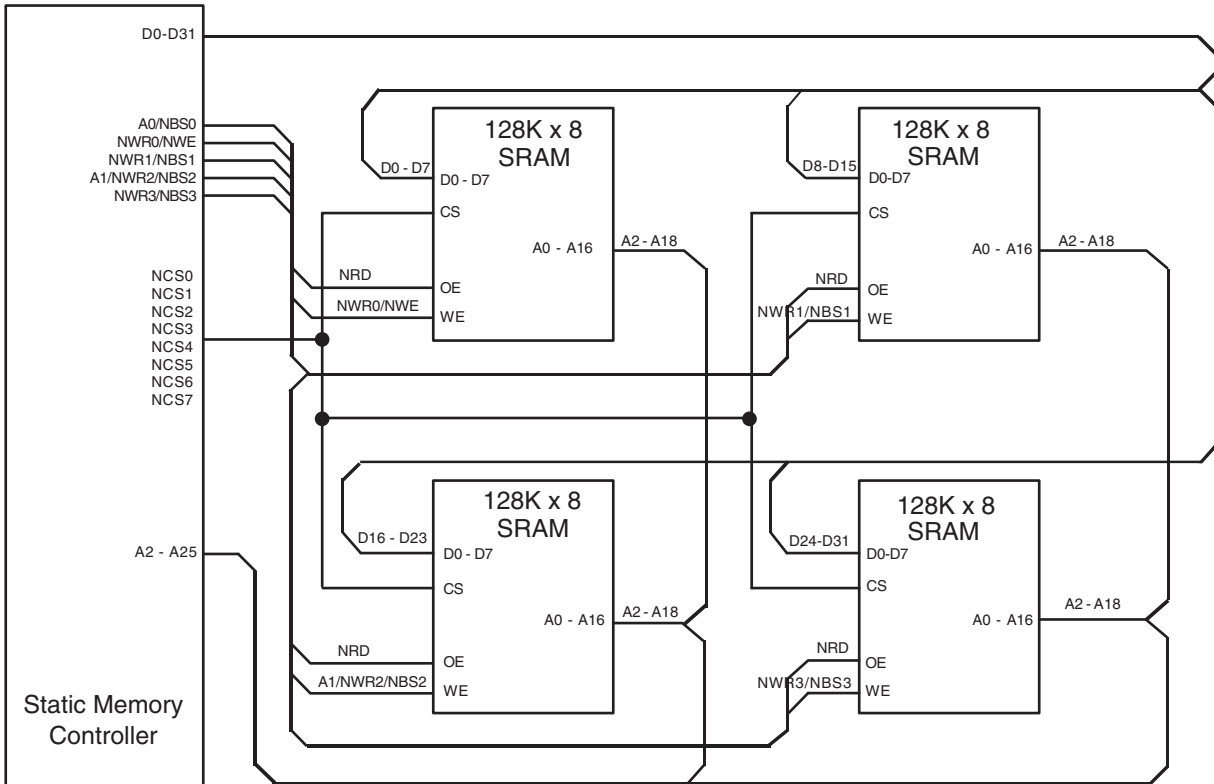 D0-D31
A0/NBS0
NWR0/NWE
NWR1/NBS1
A1/NWR2/NBS2
NWR3/NBS3
NCS0
NCS1
NCS2
NCS3
NCS4
NCS5
NCS6
NCS7
A2 - A25
Static Memory
Controller
128K x 8
SRAM
D0 - D7
D0 - D7
CS
A0 - A16
A2 - A18
NRD
OE
NWR0/NWE
WE
128K x 8
SRAM
D8-D15
D0-D7
CS
A0 - A16
A2 - A18
NRD
OE
NWR1/NBS1
WE
128K x 8
SRAM
D16 - D23
D0 - D7
CS
A0 - A16
A2 - A18
NRD
OE
A1/NWR2/NBS2
WE
128K x 8
SRAM
D24-D31
D0-D7
CS
A0 - A16
A2 - A18
NRD
OE
NWR3/NBS3
WE